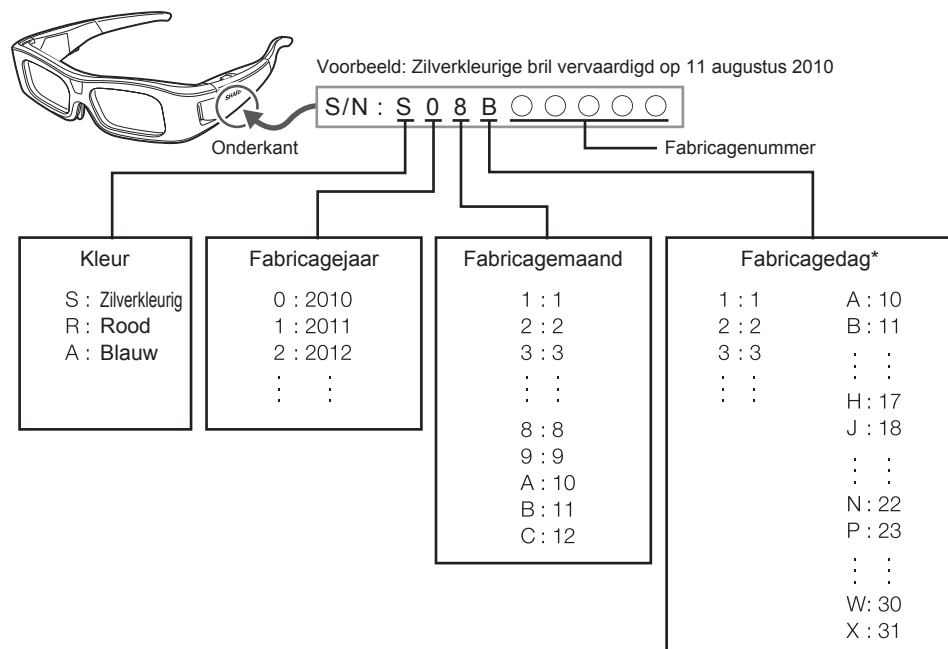 Voorbeeld: Zilverkleurige bril vervaardigd op 11 augustus 2010
SHARP
S/N : S 0 8 B ○ ○ ○ ○ ○
Onderkant
Fabricagenummer
Kleur
S : Zilverkleurig
R : Rood
A : Blauw
Fabricagejaar
0 : 2010
1 : 2011
2 : 2012
⋮ ⋮
Fabricagemaand
1 : 1
2 : 2
3 : 3
⋮ ⋮
8 : 8
9 : 9
A : 10
B : 11
C : 12
Fabricagedag*
1 : 1
2 : 2
3 : 3
⋮ ⋮
A : 10
B : 11
⋮ ⋮
H : 17
J : 18
⋮ ⋮
N : 22
P : 23
⋮ ⋮
W : 30
X : 31